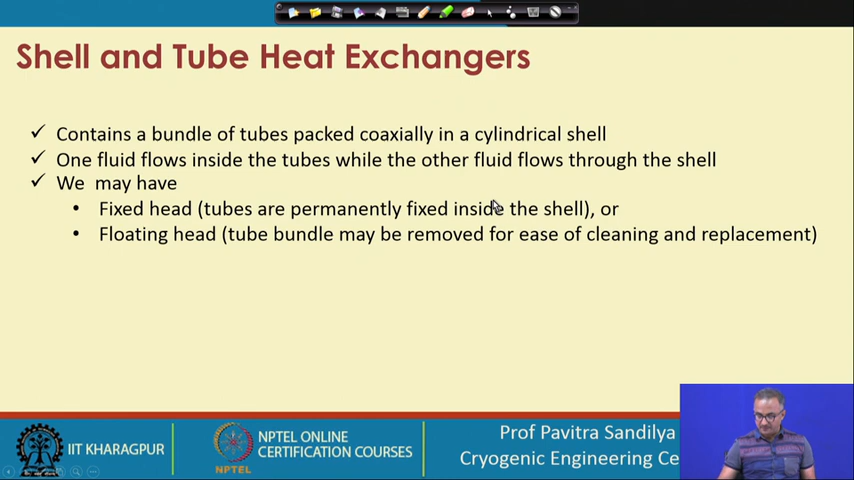 Shell and Tube Heat Exchangers
✓ Contains a bundle of tubes packed coaxially in a cylindrical shell
✓ One fluid flows inside the tubes while the other fluid flows through the shell
✓ We may have
• Fixed head (tubes are permanently fixed inside the shell), or
• Floating head (tube bundle may be removed for ease of cleaning and replacement)
IIT KHARAGPUR
NPTEL
NPTEL ONLINE
CERTIFICATION COURSES
Prof Pavitra Sandilya
Cryogenic Engineering Ce